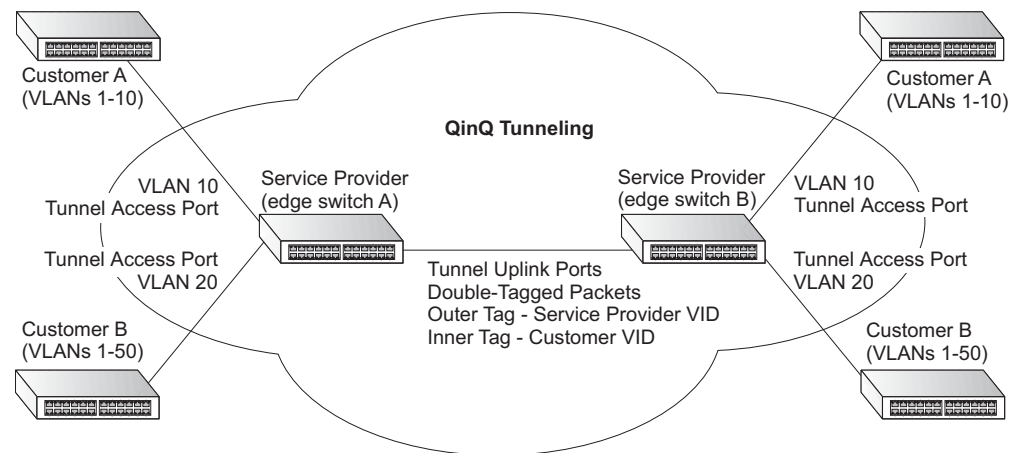 Customer A
(VLANs 1-10)
Customer A
(VLANs 1-10)
QinQ Tunneling
VLAN 10
Tunnel Access Port
Service Provider
(edge switch A)
Service Provider
(edge switch B)
VLAN 10
Tunnel Access Port
Tunnel Access Port
VLAN 20
Tunnel Uplink Ports
Double-Tagged Packets
Outer Tag - Service Provider VID
Inner Tag - Customer VID
Tunnel Access Port
VLAN 20
Customer B
(VLANs 1-50)
Customer B
(VLANs 1-50)